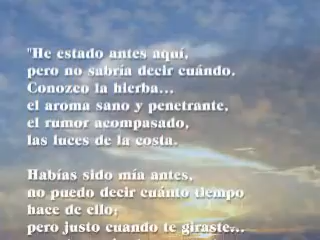 "He estado antes aquí,
pero no sabría decir cuándo.
Conozco la hierba...
el aroma sano y penetrante,
el rumor acompasado,
las luces de la costa.
Habías sido mía antes,
no puedo decir cuánto tiempo
hace de ello;
pero justo cuando te giraste...